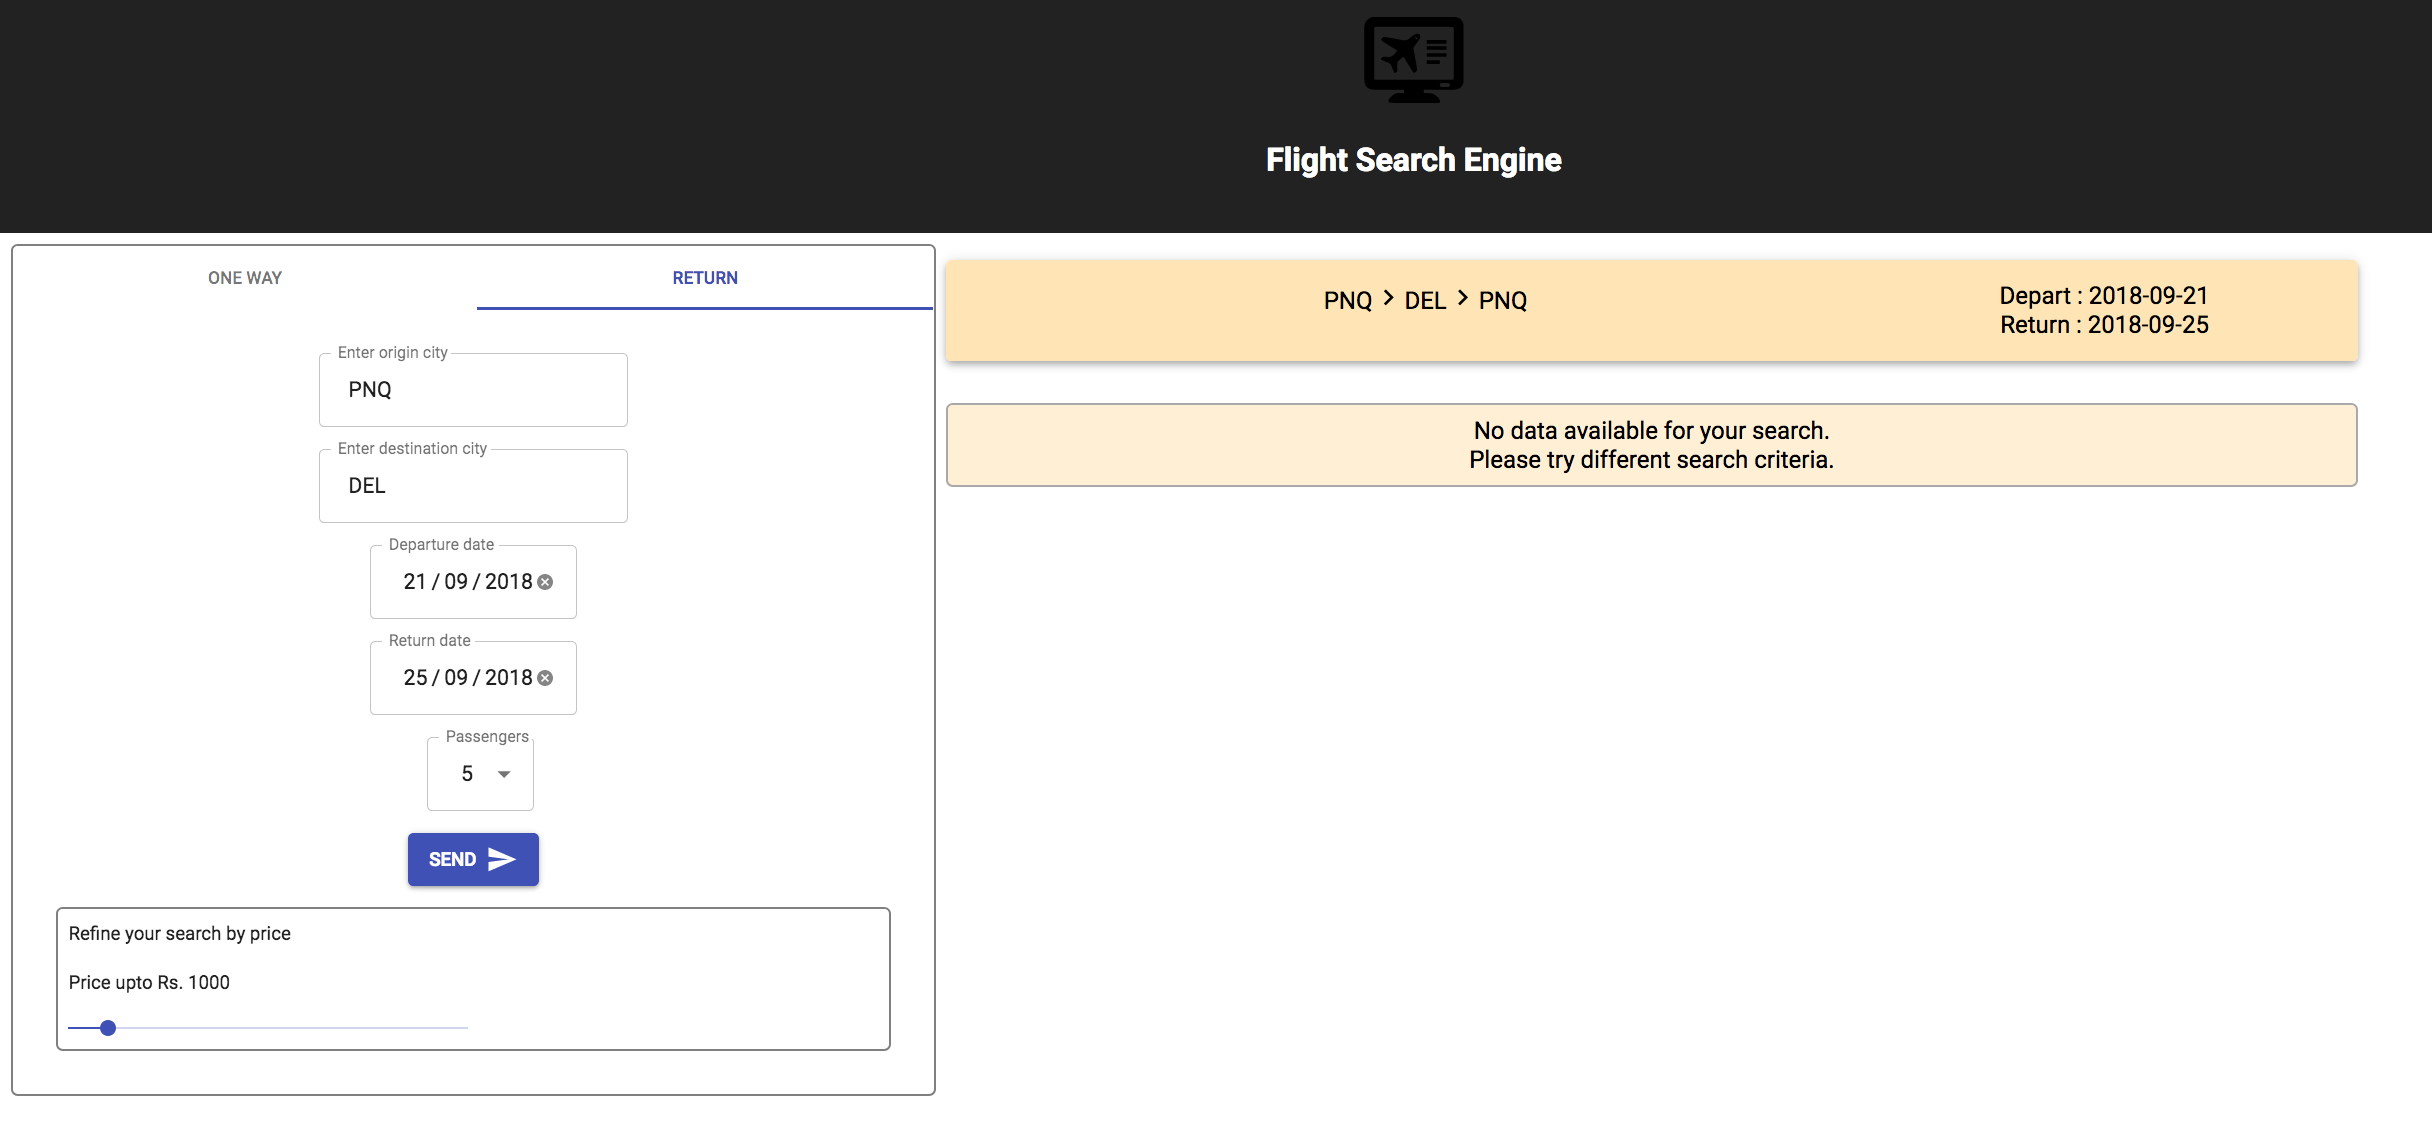 Flight Search Engine
ONE WAY
RETURN
Enter origin city
PNQ
Enter destination city
DEL
Departure date
21 / 09 / 2018
Return date
25 / 09 / 2018
Passengers
5
SEND
Refine your search by price
Price upto Rs. 1000
PNQ > DEL > PNQ
Depart : 2018-09-21
Return : 2018-09-25
No data available for your search.
Please try different search criteria.